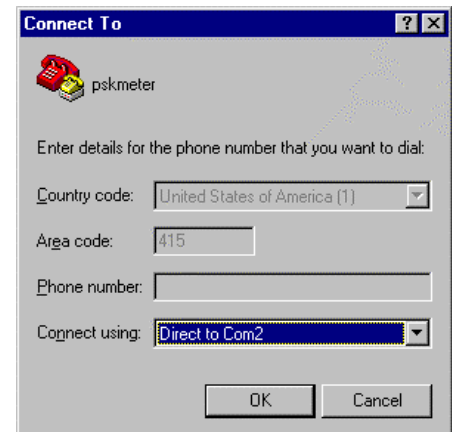 Connect To
pskmeter
Enter details for the phone number that you want to dial:
Country code: United States of America (1)
Area code: 415
Phone number:
Connect using: Direct to Com2
OK Cancel